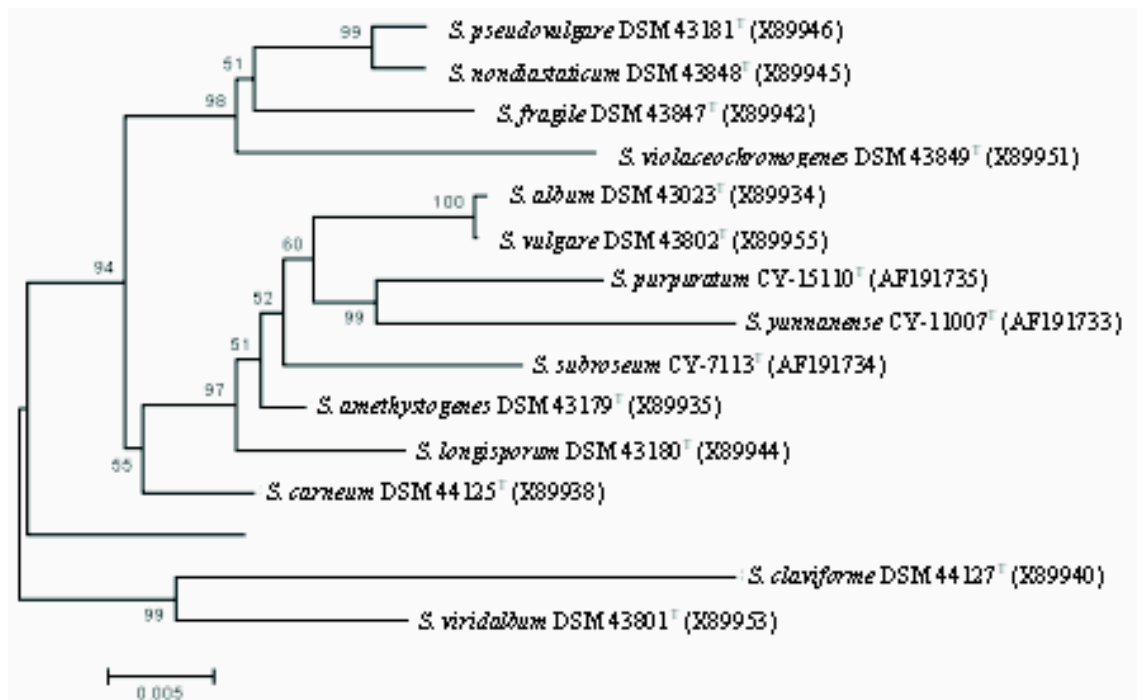 99
S. pseudovulgare DSM 43181ᵀ (X89946)
S. nondiastaticum DSM 43848ᵀ (X89945)
51
98
S. fragile DSM 43847ᵀ (X89942)
S. violaceochromogenes DSM 43849ᵀ (X89951)
100
S. album DSM 43023ᵀ (X89934)
S. vulgare DSM 43802ᵀ (X89955)
60
S. purpuratum CY-15110ᵀ (AF191735)
99
S. yunnanense CY-11007ᵀ (AF191733)
94
52
S. subroseum CY-7113ᵀ (AF191734)
51
97
S. amethystogenes DSM 43179ᵀ (X89935)
S. longisporum DSM 43180ᵀ (X89944)
55
S. carneum DSM 44125ᵀ (X89938)
S. claviforme DSM 44127ᵀ (X89940)
99
S. viridalbum DSM 43801ᵀ (X89953)
0.005